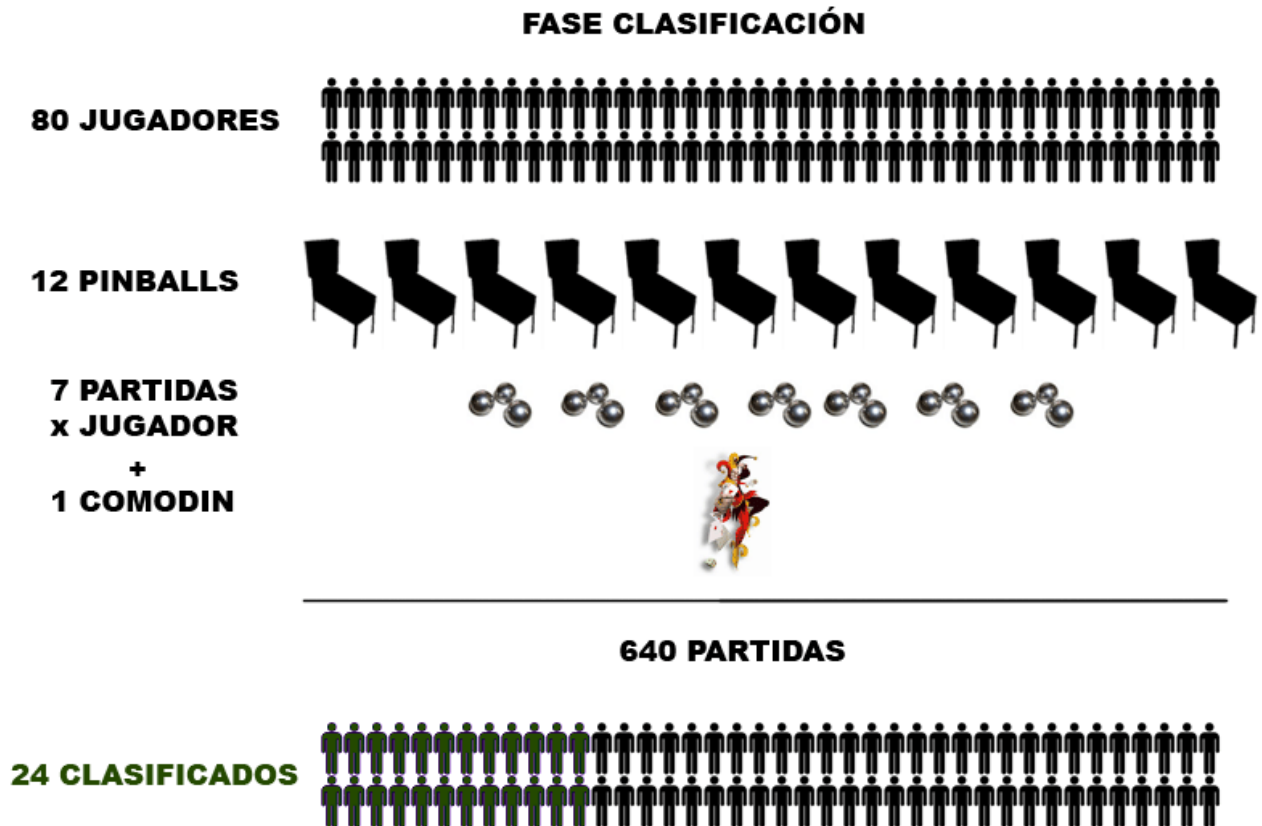 FASE CLASIFICACIÓN
80 JUGADORES
12 PINBALLS
7 PARTIDAS
x JUGADOR
+
1 COMODIN
640 PARTIDAS
24 CLASIFICADOS